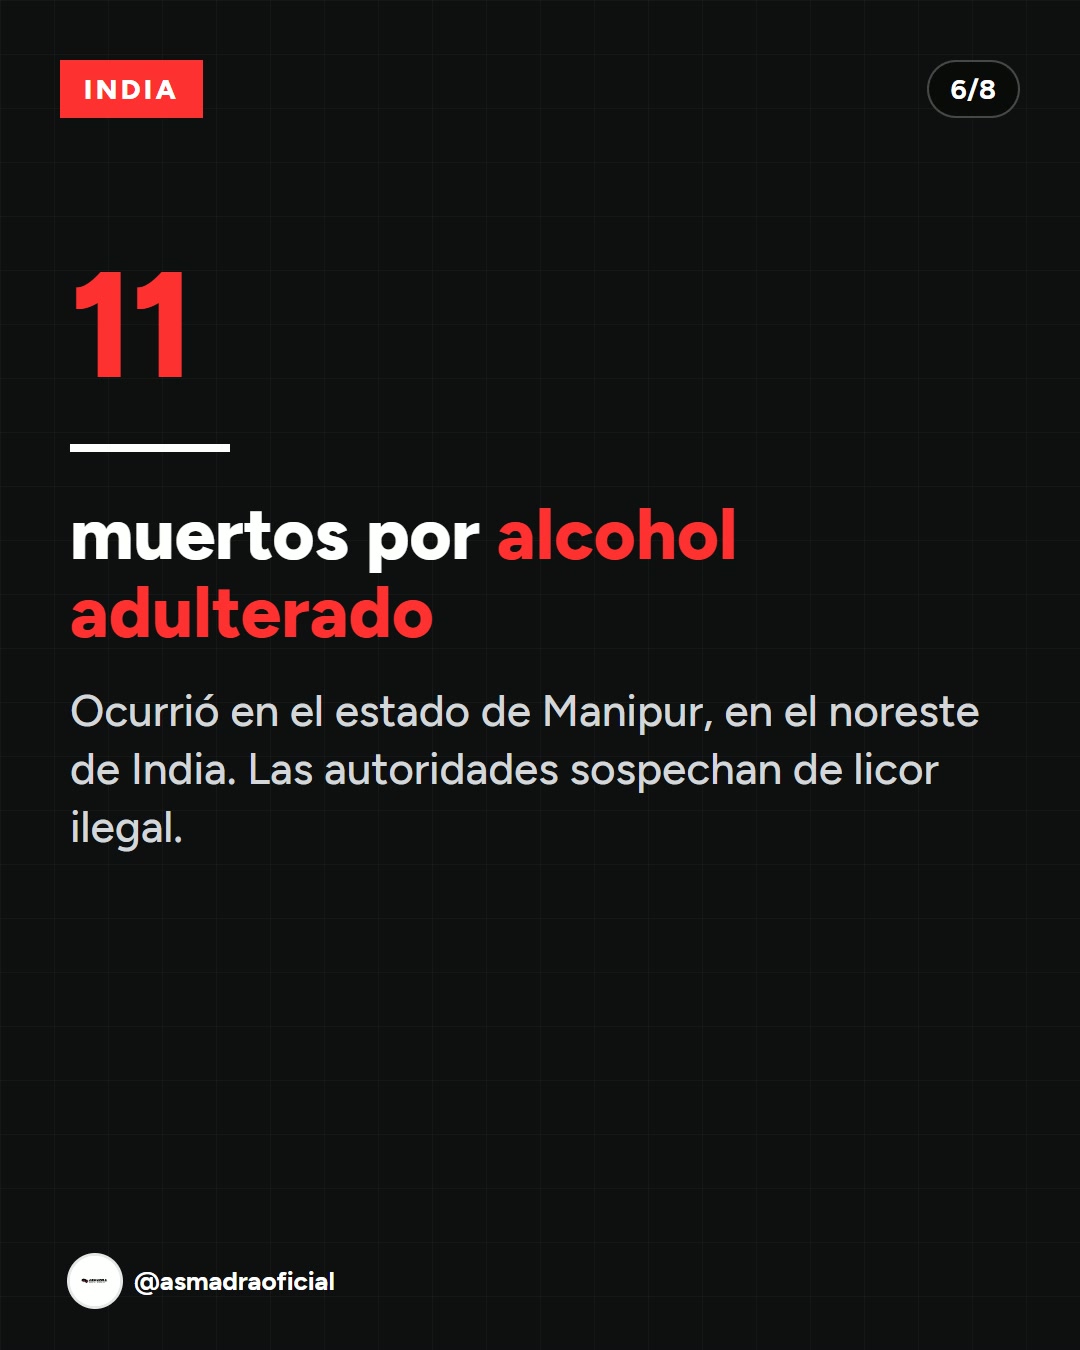 INDIA
6/8
11
muertos por alcohol
adulterado
Ocurrió en el estado de Manipur, en el noreste
de India. Las autoridades sospechan de licor
ilegal.
@asmadraoficial